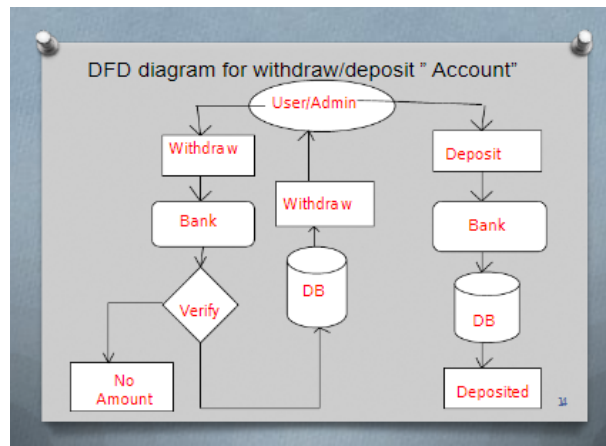 DFD diagram for withdraw/deposit ” Account”
User/Admin
Withdraw
Deposit
Withdraw
Bank
Bank
DB
Verify
DB
No
Amount
Deposited
14